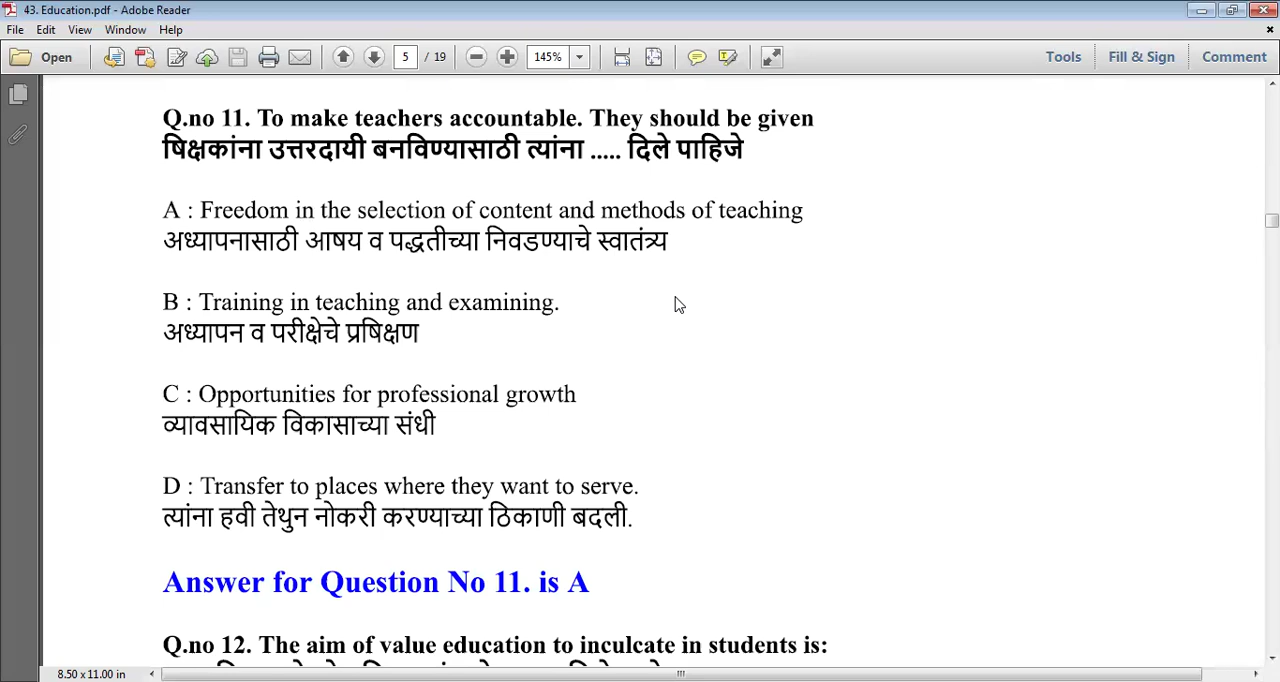 43. Education.pdf - Adobe Reader
File Edit View Window Help
Open 5 / 19 145% Tools Fill & Sign Comment
Q.no 11. To make teachers accountable. They should be given
षिक्षकांना उत्तरदायी बनविण्यासाठी त्यांना ..... दिले पाहिजे
A : Freedom in the selection of content and methods of teaching
अध्यापनासाठी आषय व पद्धतीच्या निवडण्याचे स्वातंत्र्य
B : Training in teaching and examining.
अध्यापन व परीक्षेचे प्रषिक्षण
C : Opportunities for professional growth
व्यावसायिक विकासाच्या संधी
D : Transfer to places where they want to serve.
त्यांना हवी तेथुन नोकरी करण्याच्या ठिकाणी बदली.
Answer for Question No 11. is A
Q.no 12. The aim of value education to inculcate in students is:
8.50 x 11.00 in